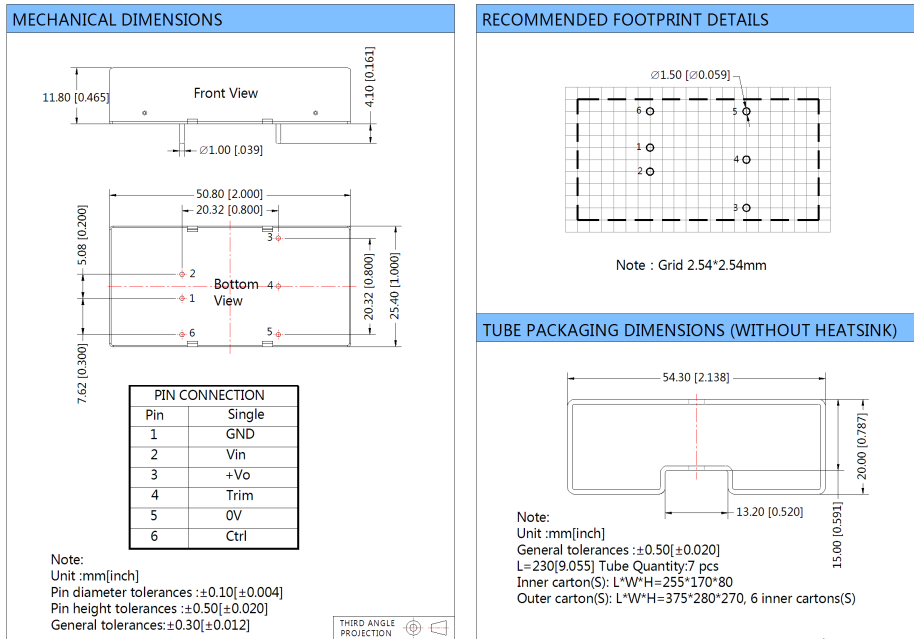 MECHANICAL DIMENSIONS
11.80 [0.465]
Front View
4.10 [0.161]
∅1.00 [.039]
50.80 [2.000]
20.32 [0.800]
5.08 [0.200]
3
2
Bottom
4
View
1
6
5
20.32 [0.800]
25.40 [1.000]
7.62 [0.300]
PIN CONNECTION
Pin Single
1 GND
2 Vin
3 +Vo
4 Trim
5 0V
6 Ctrl
Note:
Unit :mm[inch]
Pin diameter tolerances :±0.10[±0.004]
Pin height tolerances :±0.50[±0.020]
General tolerances:±0.30[±0.012]
THIRD ANGLE
PROJECTION
RECOMMENDED FOOTPRINT DETAILS
∅1.50 [∅0.059]
6
5
1
4
2
3
Note : Grid 2.54*2.54mm
TUBE PACKAGING DIMENSIONS (WITHOUT HEATSINK)
54.30 [2.138]
20.00 [0.787]
13.20 [0.520]
15.00 [0.591]
Note:
Unit :mm[inch]
General tolerances :±0.50[±0.020]
L=230[9.055] Tube Quantity:7 pcs
Inner carton(S): L*W*H=255*170*80
Outer carton(S): L*W*H=375*280*270, 6 inner cartons(S)